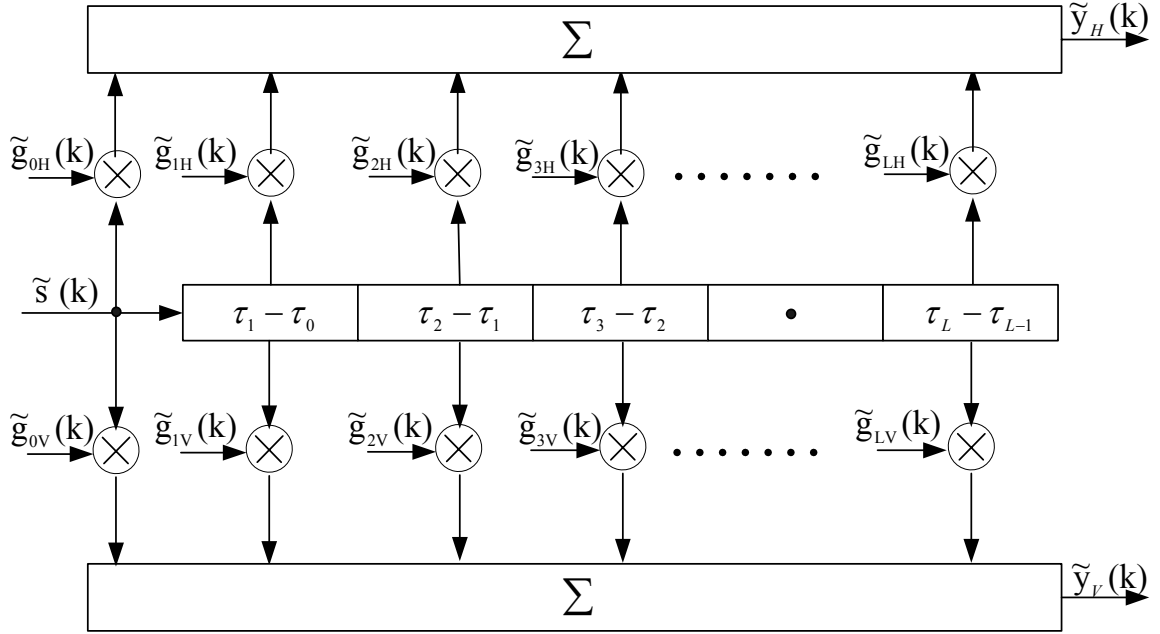 ỹ_H(k)
Σ
g̃_0H(k) g̃_1H(k) g̃_2H(k) g̃_3H(k) g̃_LH(k)
s̃(k)
τ_1 − τ_0 τ_2 − τ_1 τ_3 − τ_2 τ_L − τ_{L−1}
g̃_0V(k) g̃_1V(k) g̃_2V(k) g̃_3V(k) g̃_LV(k)
ỹ_V(k)
Σ